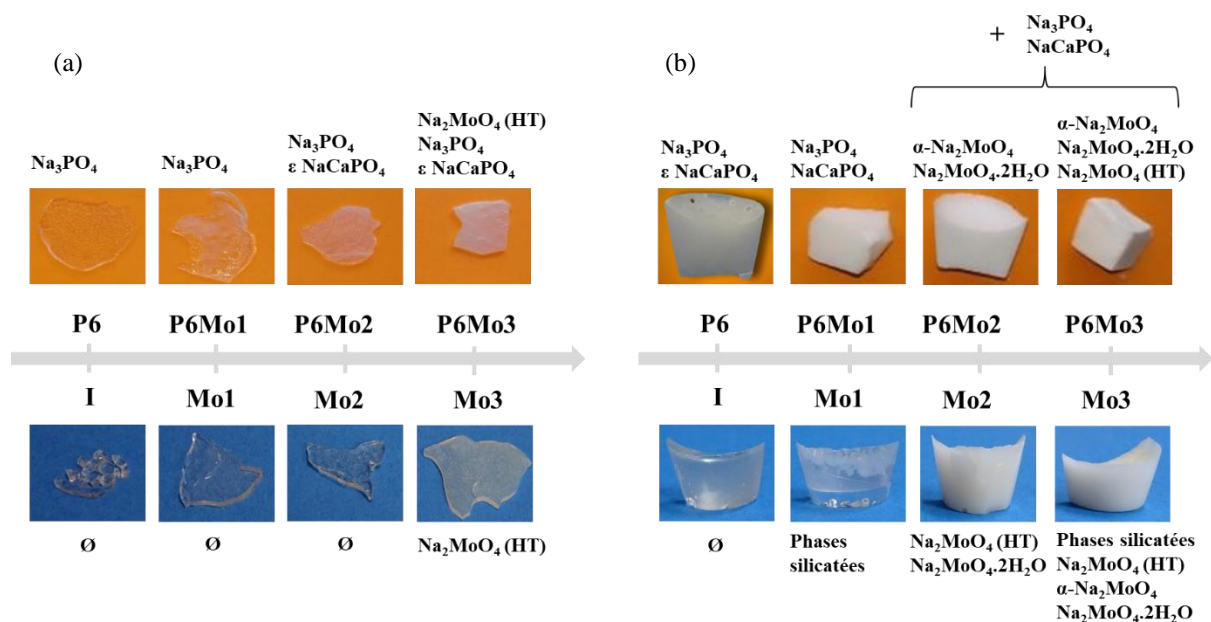 (a)
Na₃PO₄
Na₃PO₄
Na₃PO₄
ε NaCaPO₄
Na₂MoO₄ (HT)
Na₃PO₄
ε NaCaPO₄
P6 P6Mo1 P6Mo2 P6Mo3
I Mo1 Mo2 Mo3
Ø Ø Ø Na₂MoO₄ (HT)
(b)
+ Na₃PO₄
NaCaPO₄
Na₃PO₄
ε NaCaPO₄
Na₃PO₄
NaCaPO₄
α-Na₂MoO₄
Na₂MoO₄.2H₂O
α-Na₂MoO₄
Na₂MoO₄.2H₂O
Na₂MoO₄ (HT)
P6 P6Mo1 P6Mo2 P6Mo3
I Mo1 Mo2 Mo3
Ø
Phases
silicatées
Na₂MoO₄ (HT)
Na₂MoO₄.2H₂O
Phases silicatées
Na₂MoO₄ (HT)
α-Na₂MoO₄
Na₂MoO₄.2H₂O